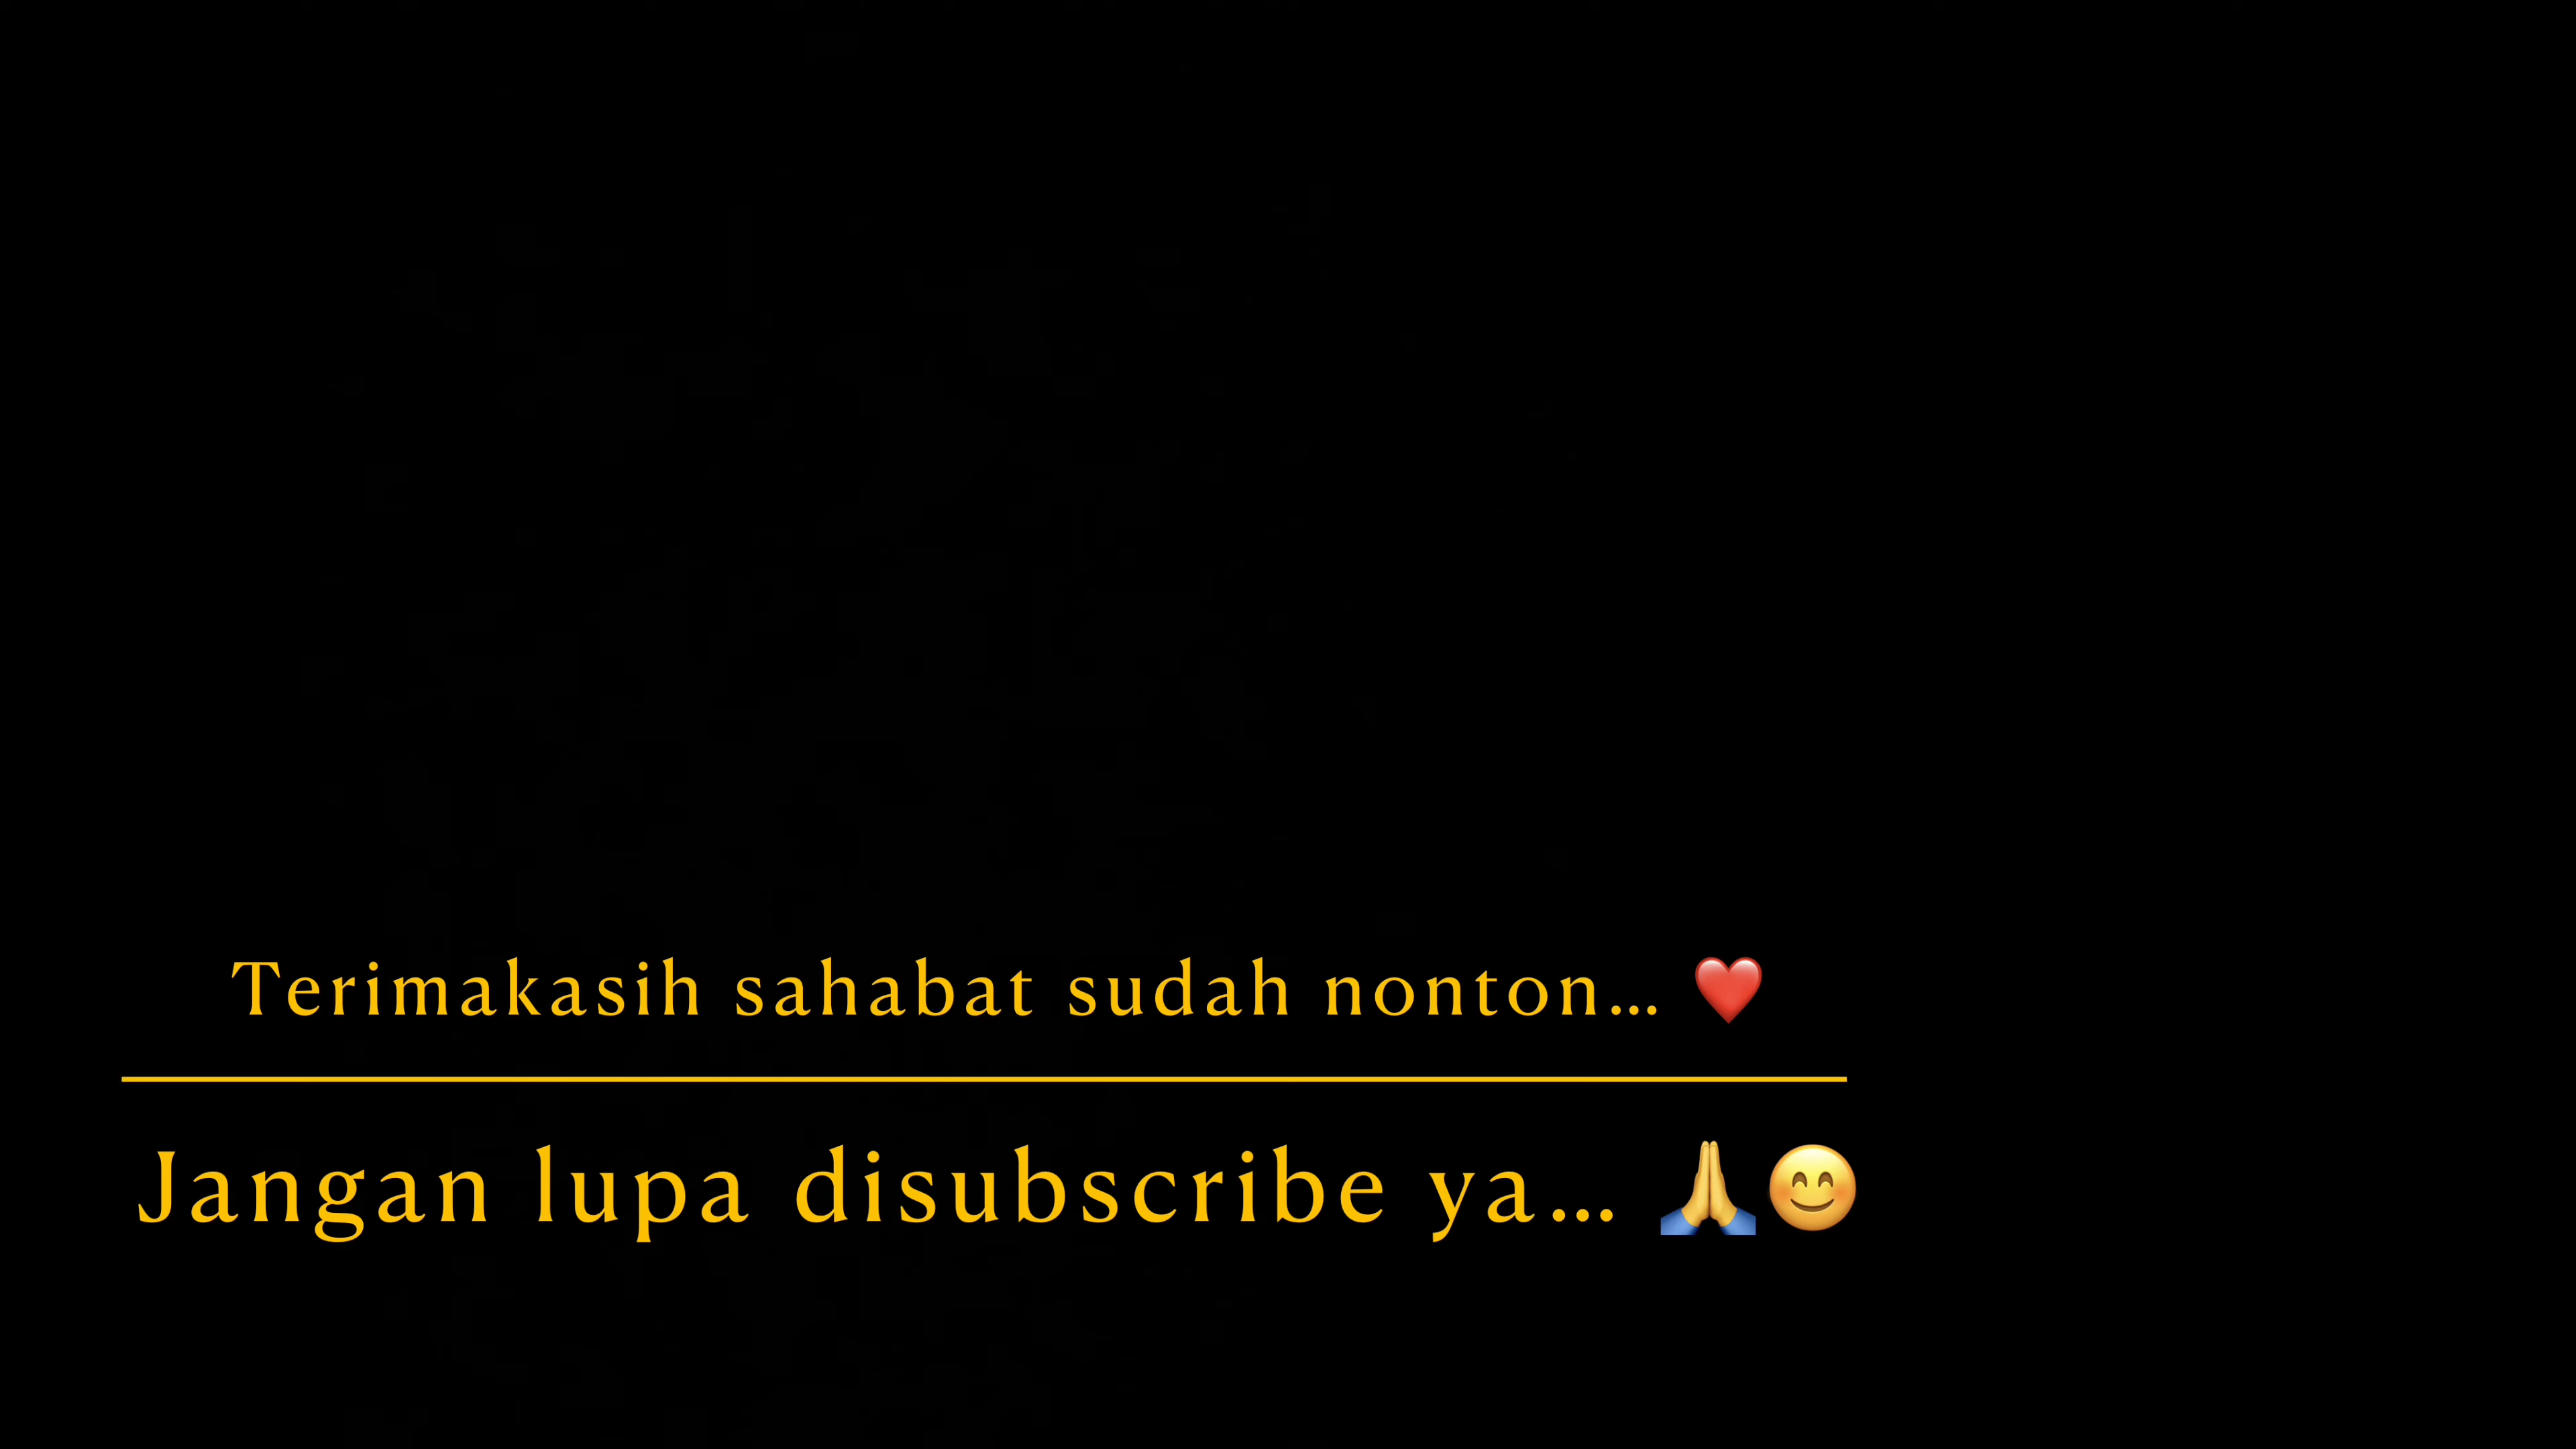 Terimakasih sahabat sudah nonton... ❤️
Jangan lupa disubscribe ya... 🙏😊